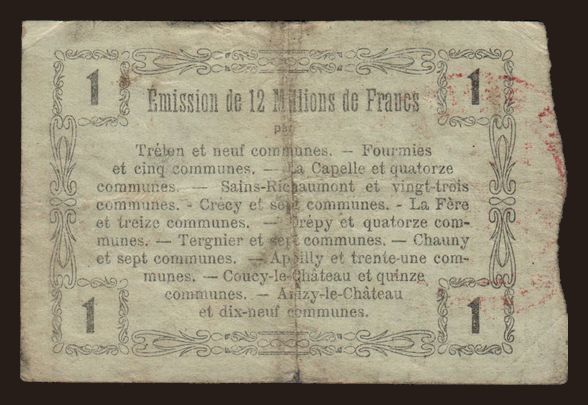 1 1
Émission de 12 Millions de Francs
par
Trélon et neuf communes. — Fourmies
et cinq communes. — La Capelle et quatorze
communes. — Sains-Richaumont et vingt-trois
communes. - Crécy et sept communes. - La Fère
et treize communes. — Crépy et quatorze com-
munes. — Tergnier et sept communes. — Chauny
et sept communes. — Appilly et trente-une com-
munes. — Coucy-le-Château et quinze
communes. — Anizy-le-Château
et dix-neuf communes.
1 1